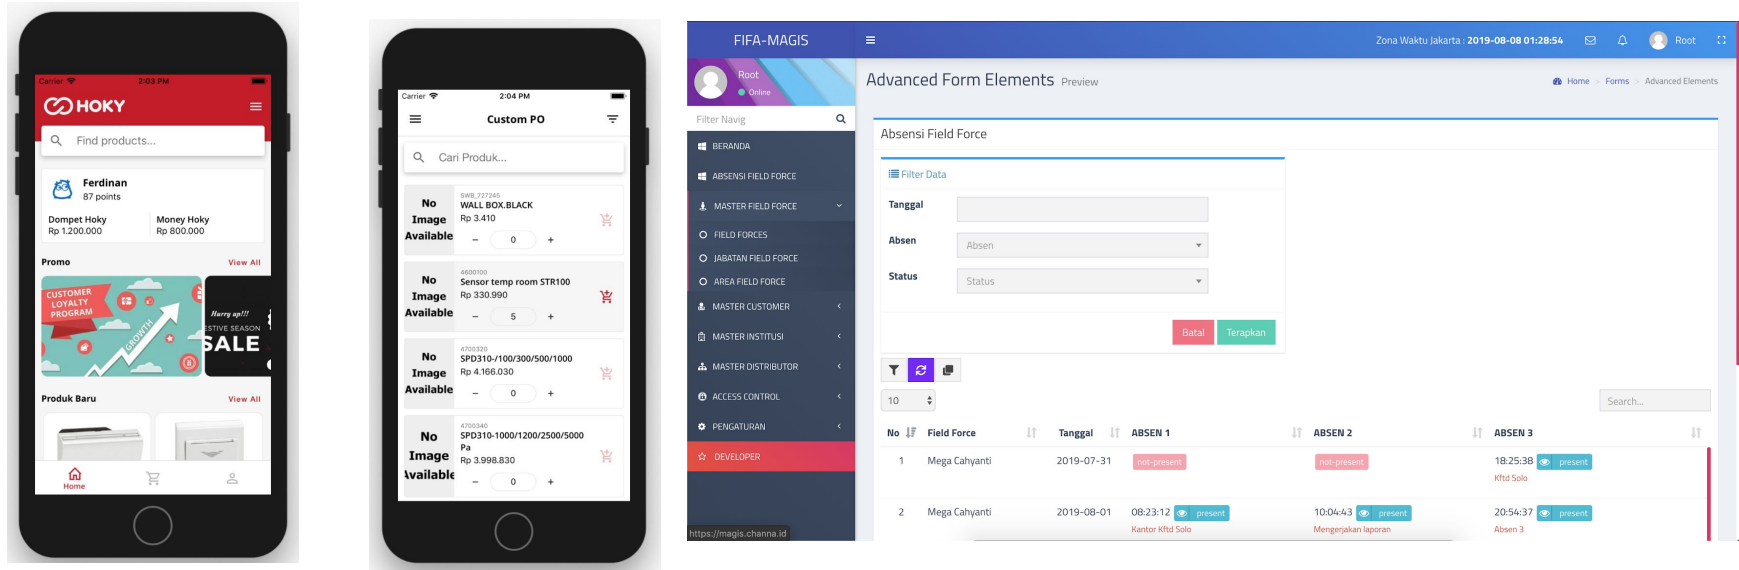 Carrier 2:03 PM
HOKY
Find products...
Ferdinan
87 points
Dompet Hoky Money Hoky
Rp 1.200.000 Rp 800.000
Promo View All
CUSTOMER
LOYALTY
PROGRAM
GROWTH
Hurry up!!!
ESTIVE SEASON
SALE
Produk Baru View All
Home
Carrier 2:04 PM
Custom PO
Cari Produk...
No Image Available
SWB_727245
WALL BOX.BLACK
Rp 3.410
- 0 +
No Image Available
4600100
Sensor temp room STR100
Rp 330.990
- 5 +
No Image Available
4700320
SPD310-/100/300/500/1000
Rp 4.166.030
- 0 +
No Image Available
4700340
SPD310-1000/1200/2500/5000
Pa
Rp 3.998.830
- 0 +
FIFA-MAGIS Zona Waktu Jakarta : 2019-08-08 01:28:54 Root
Root
Online
Filter Navig
BERANDA
ABSENSI FIELD FORCE
MASTER FIELD FORCE
FIELD FORCES
JABATAN FIELD FORCE
AREA FIELD FORCE
MASTER CUSTOMER
MASTER INSTITUSI
MASTER DISTRIBUTOR
ACCESS CONTROL
PENGATURAN
DEVELOPER
https://magis.channa.id
Advanced Form Elements Preview Home > Forms > Advanced Elements
Absensi Field Force
Filter Data
Tanggal
Absen Absen
Status Status
Batal Terapkan
10 Search...
No Field Force Tanggal ABSEN 1 ABSEN 2 ABSEN 3
1 Mega Cahyanti 2019-07-31 not-present not-present 18:25:38 present
Kftd Solo
2 Mega Cahyanti 2019-08-01 08:23:12 present 10:04:43 present 20:54:37 present
Kantor Kftd Solo Mengerjakan laporan Absen 3